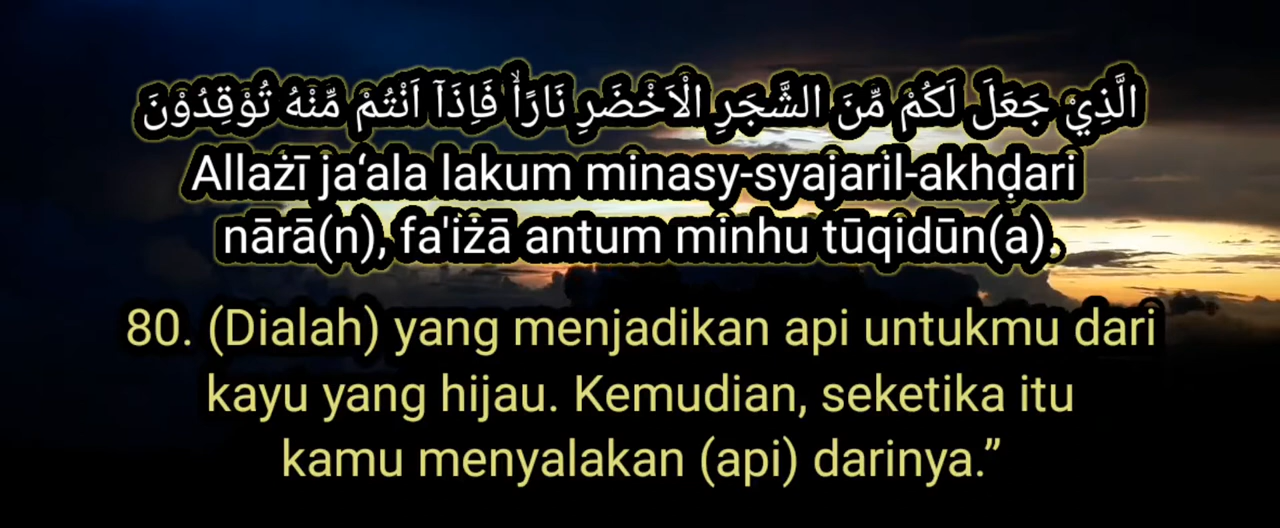 الَّذِيْ جَعَلَ لَكُمْ مِّنَ الشَّجَرِ الْاَخْضَرِ نَارًاۙ فَاِذَآ اَنْتُمْ مِّنْهُ تُوْقِدُوْنَ
Allażī ja‘ala lakum minasy-syajaril-akhḍari
nārā(n), fa'iżā antum minhu tūqidūn(a).
80. (Dialah) yang menjadikan api untukmu dari
kayu yang hijau. Kemudian, seketika itu
kamu menyalakan (api) darinya.”